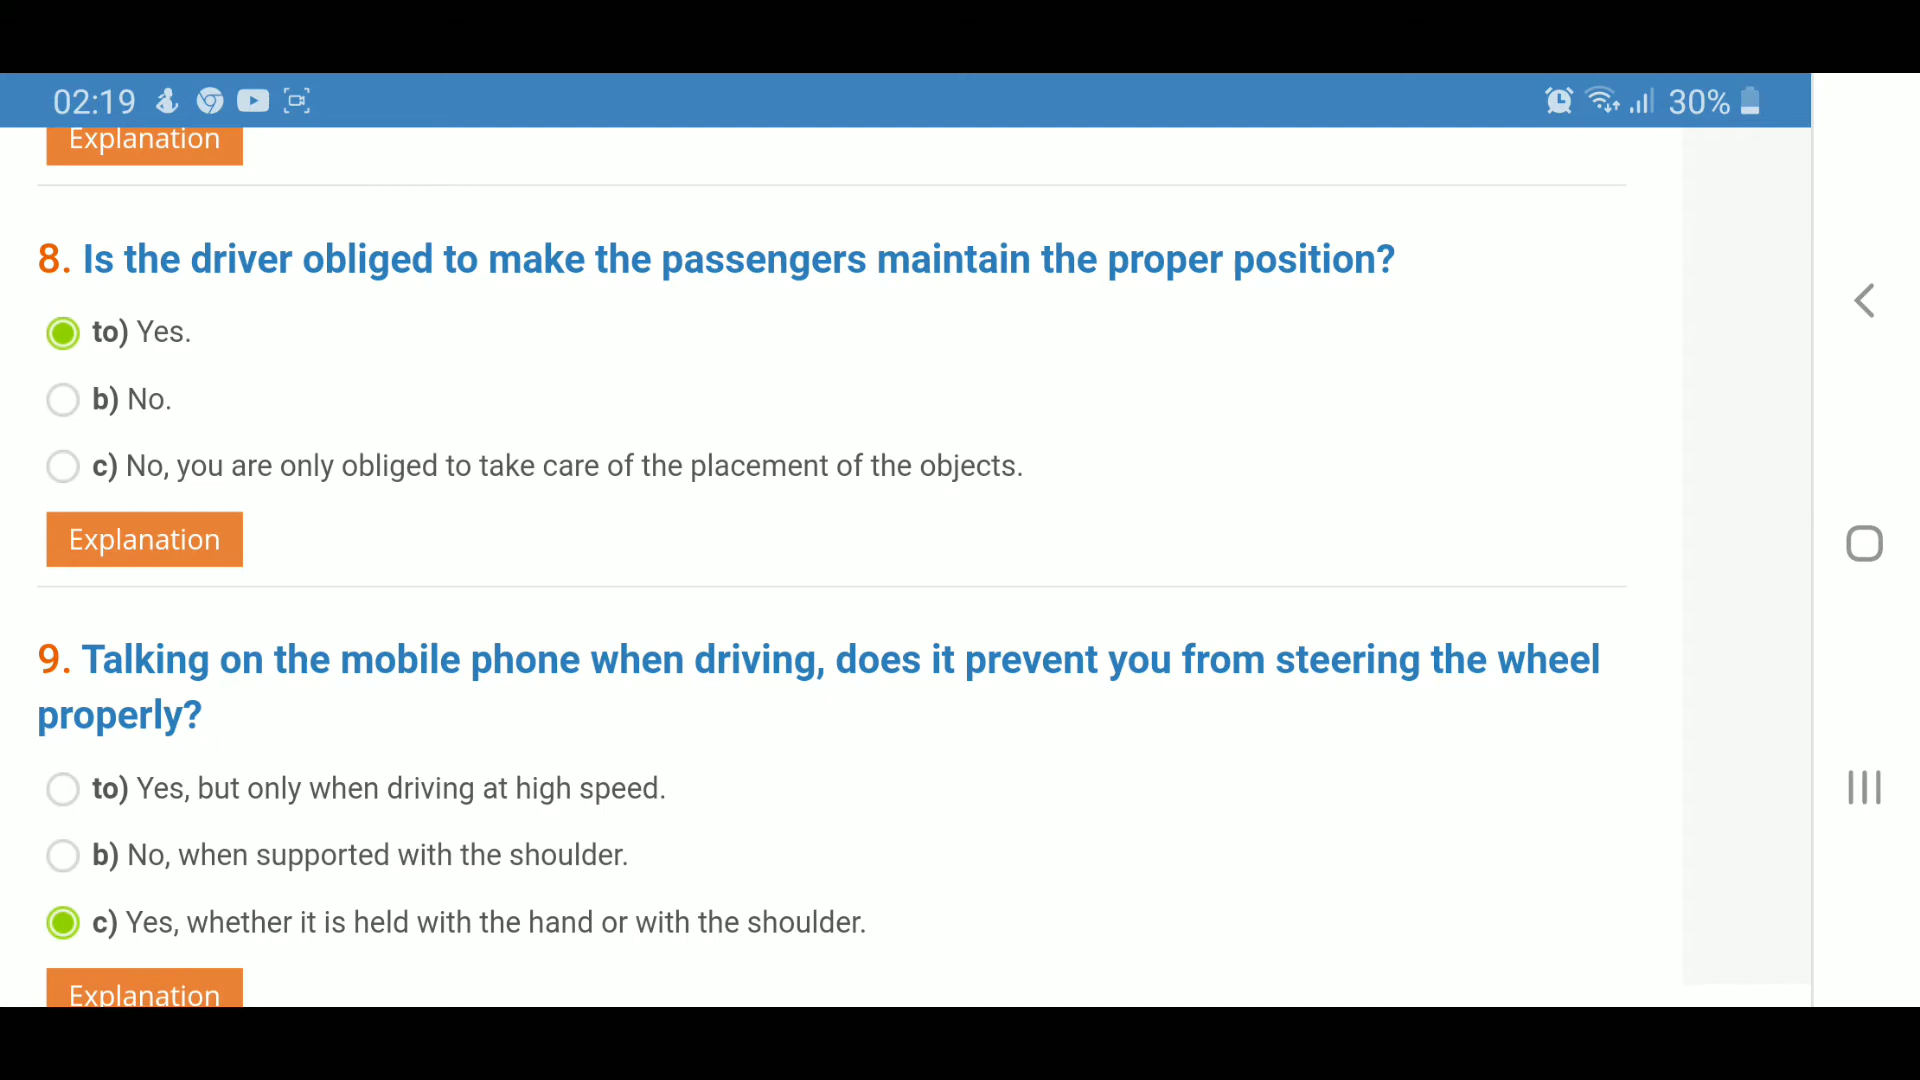 02:19 30%
Explanation
8. Is the driver obliged to make the passengers maintain the proper position?
to) Yes.
b) No.
c) No, you are only obliged to take care of the placement of the objects.
Explanation
9. Talking on the mobile phone when driving, does it prevent you from steering the wheel
properly?
to) Yes, but only when driving at high speed.
b) No, when supported with the shoulder.
c) Yes, whether it is held with the hand or with the shoulder.
Explanation